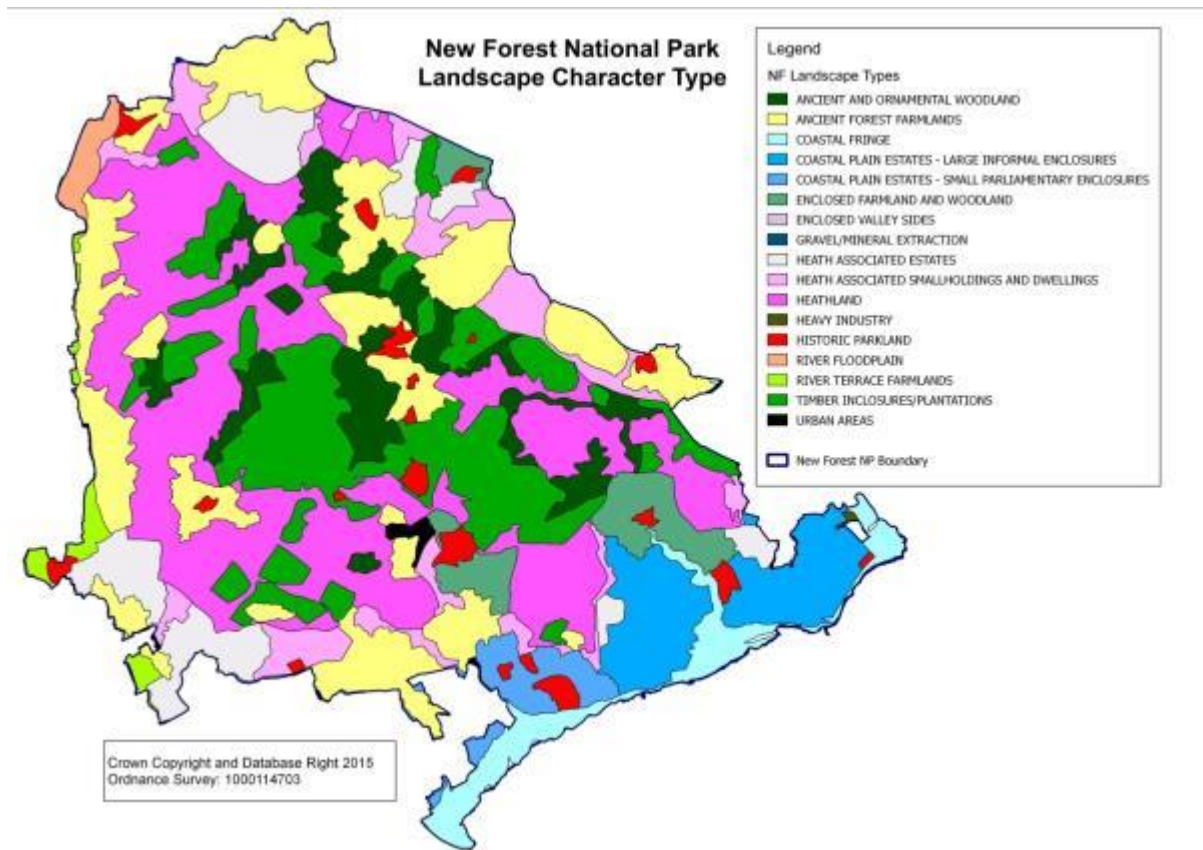 New Forest National Park
Landscape Character Type
Legend
NF Landscape Types
ANCIENT AND ORNAMENTAL WOODLAND
ANCIENT FOREST FARMLANDS
COASTAL FRINGE
COASTAL PLAIN ESTATES - LARGE INFORMAL ENCLOSURES
COASTAL PLAIN ESTATES - SMALL PARLIAMENTARY ENCLOSURES
ENCLOSED FARMLAND AND WOODLAND
ENCLOSED VALLEY SIDES
GRAVEL/MINERAL EXTRACTION
HEATH ASSOCIATED ESTATES
HEATH ASSOCIATED SMALLHOLDINGS AND DWELLINGS
HEATHLAND
HEAVY INDUSTRY
HISTORIC PARKLAND
RIVER FLOODPLAIN
RIVER TERRACE FARMLANDS
TIMBER INCLOSURES/PLANTATIONS
URBAN AREAS
New Forest NP Boundary
Crown Copyright and Database Right 2015
Ordnance Survey: 1000114703